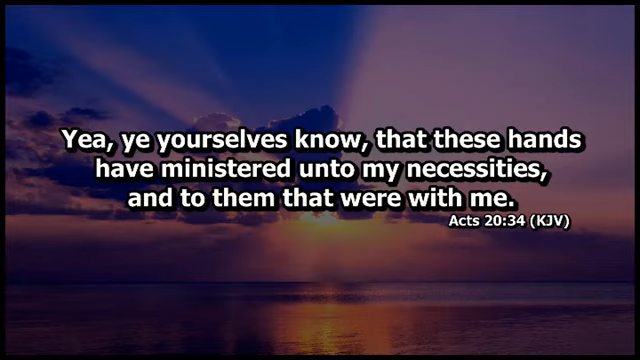 Yea, ye yourselves know, that these hands
have ministered unto my necessities,
and to them that were with me.
Acts 20:34 (KJV)